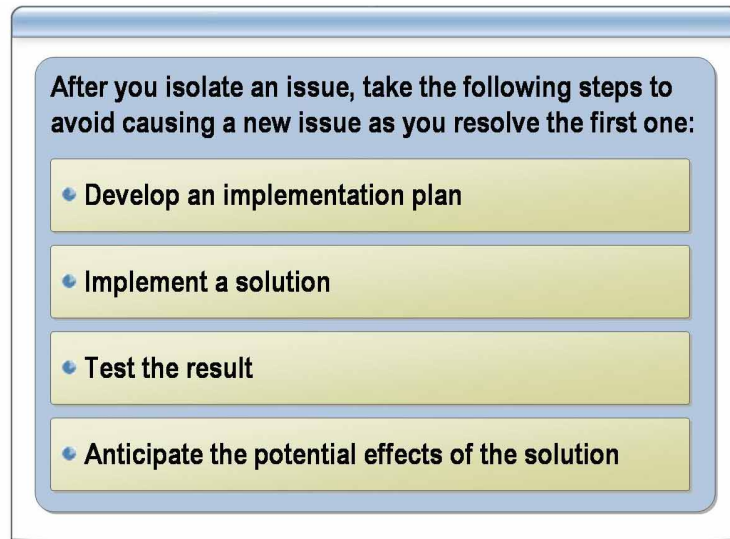 After you isolate an issue, take the following steps to
avoid causing a new issue as you resolve the first one:
Develop an implementation plan
Implement a solution
Test the result
Anticipate the potential effects of the solution